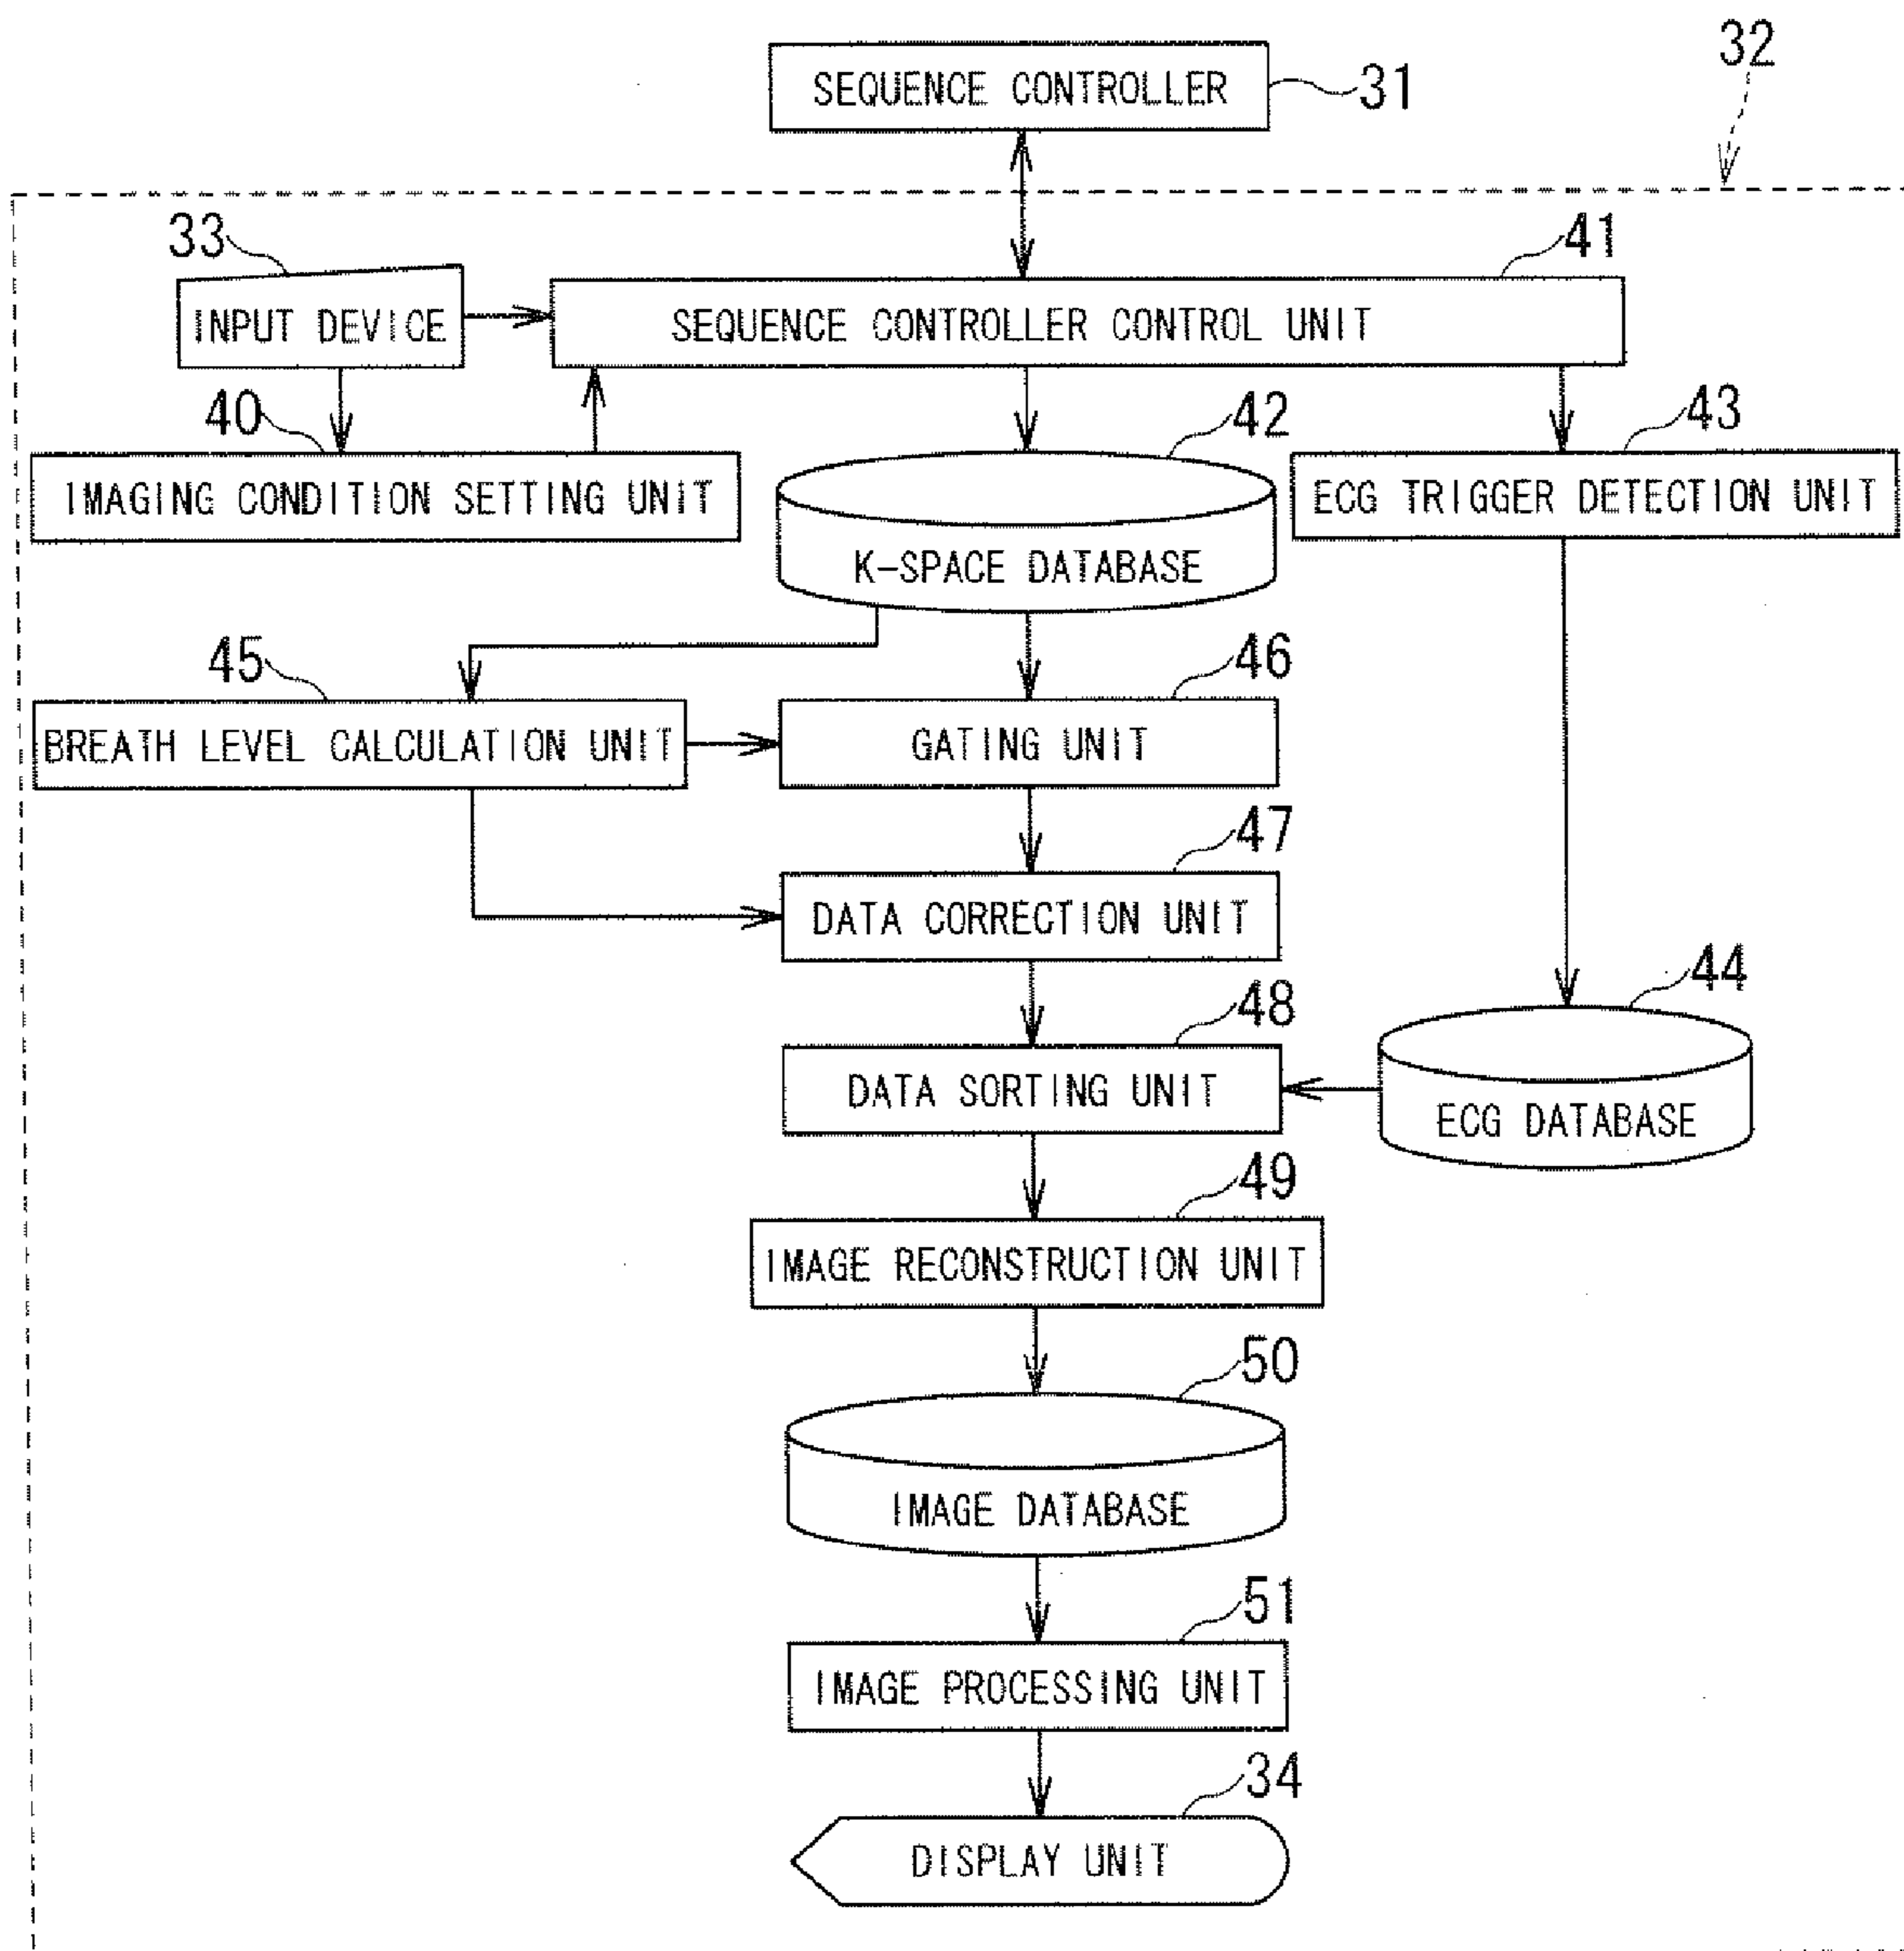 32
SEQUENCE CONTROLLER
31
33
41
INPUT DEVICE
SEQUENCE CONTROLLER CONTROL UNIT
40
42
43
IMAGING CONDITION SETTING UNIT
ECG TRIGGER DETECTION UNIT
K-SPACE DATABASE
45
46
BREATH LEVEL CALCULATION UNIT
GATING UNIT
47
DATA CORRECTION UNIT
44
48
DATA SORTING UNIT
ECG DATABASE
49
IMAGE RECONSTRUCTION UNIT
50
IMAGE DATABASE
51
IMAGE PROCESSING UNIT
34
DISPLAY UNIT